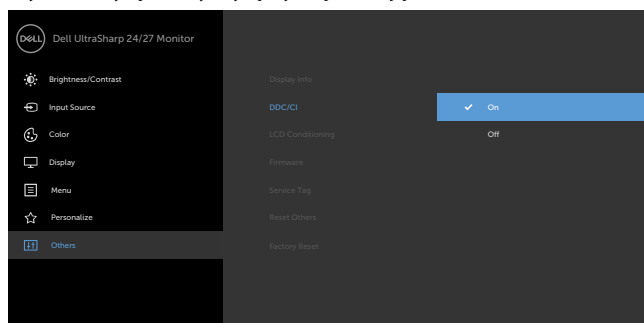 DELL
Dell UltraSharp 24/27 Monitor
Brightness/Contrast
Input Source
Color
Display
Menu
Personalize
Others
Display Info
DDC/CI
LCD Conditioning
Firmware
Service Tag
Reset Others
Factory Reset
On
Off